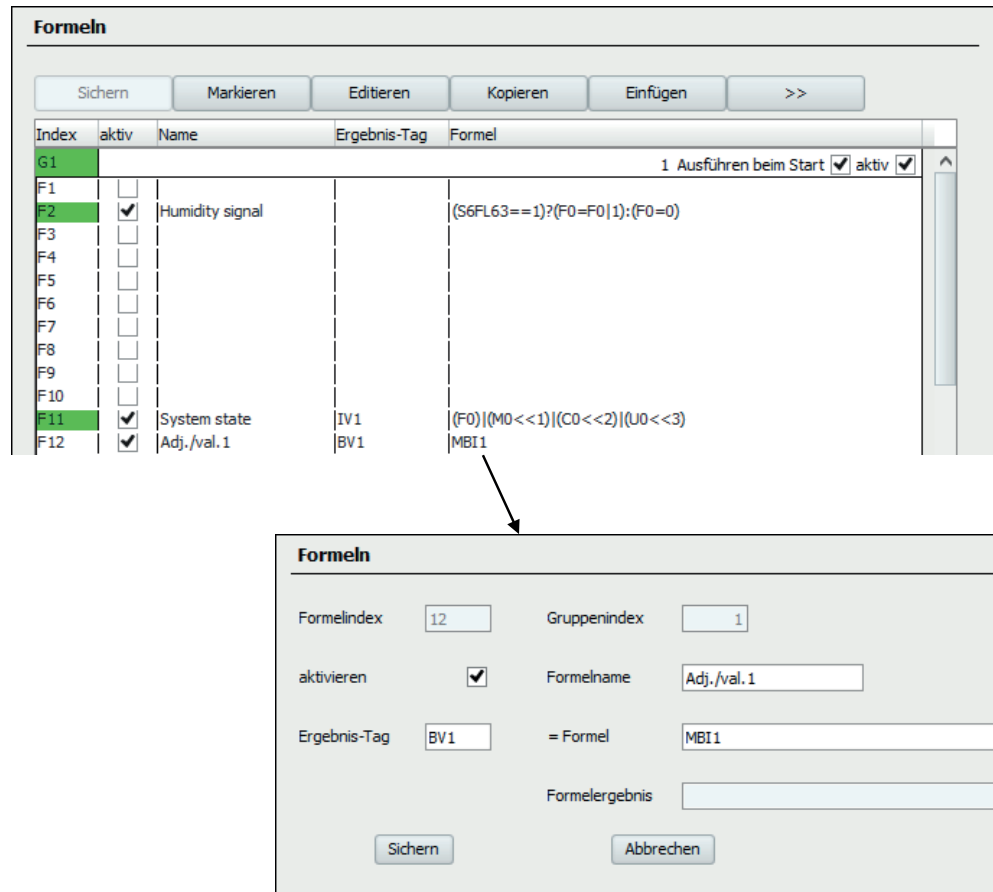 Formeln
Sichern Markieren Editieren Kopieren Einfügen >>
Index aktiv Name Ergebnis-Tag Formel
G1 1 Ausführen beim Start aktiv
F1
F2 Humidity signal (S6FL63==1)?(F0=F0|1):(F0=0)
F3
F4
F5
F6
F7
F8
F9
F10
F11 System state IV1 (F0)|(M0<<1)|(C0<<2)|(U0<<3)
F12 Adj./val.1 BV1 MBI1
Formeln
Formelindex 12 Gruppenindex 1
aktivieren Formelname Adj./val.1
Ergebnis-Tag BV1 = Formel MBI1
Formelergebnis
Sichern Abbrechen